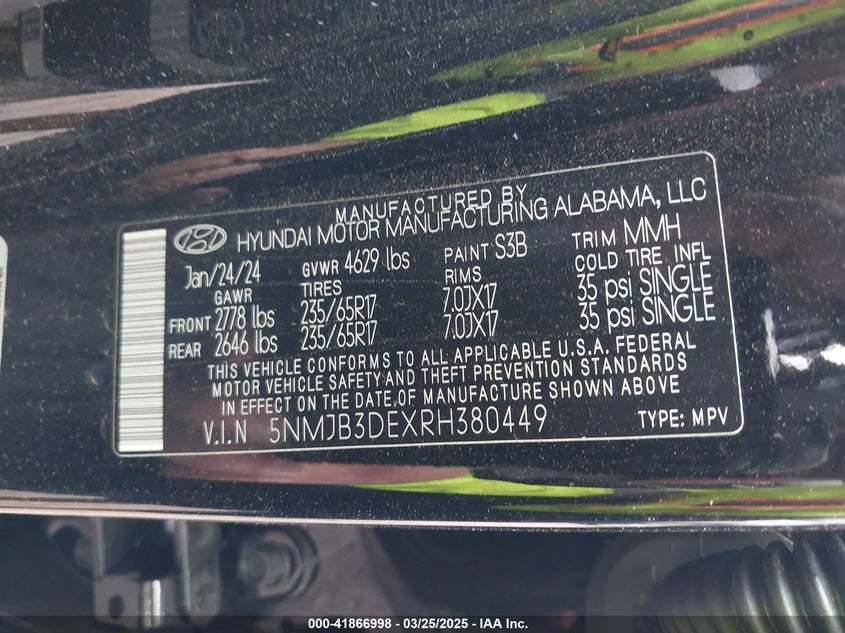 MANUFACTURED BY
HYUNDAI MOTOR MANUFACTURING ALABAMA, LLC
Jan/24/24 GVWR 4629 lbs PAINT S3B TRIM MMH
GAWR TIRES RIMS COLD TIRE INFL
FRONT 2778 lbs 235/65R17 7.0JX17 35 psi SINGLE
REAR 2646 lbs 235/65R17 7.0JX17 35 psi SINGLE
THIS VEHICLE CONFORMS TO ALL APPLICABLE U.S.A. FEDERAL
MOTOR VEHICLE SAFETY AND THEFT PREVENTION STANDARDS
IN EFFECT ON THE DATE OF MANUFACTURE SHOWN ABOVE
V.I.N 5NMJB3DEXRH380449 TYPE: MPV
000-41866998 • 03/25/2025 • IAA Inc.